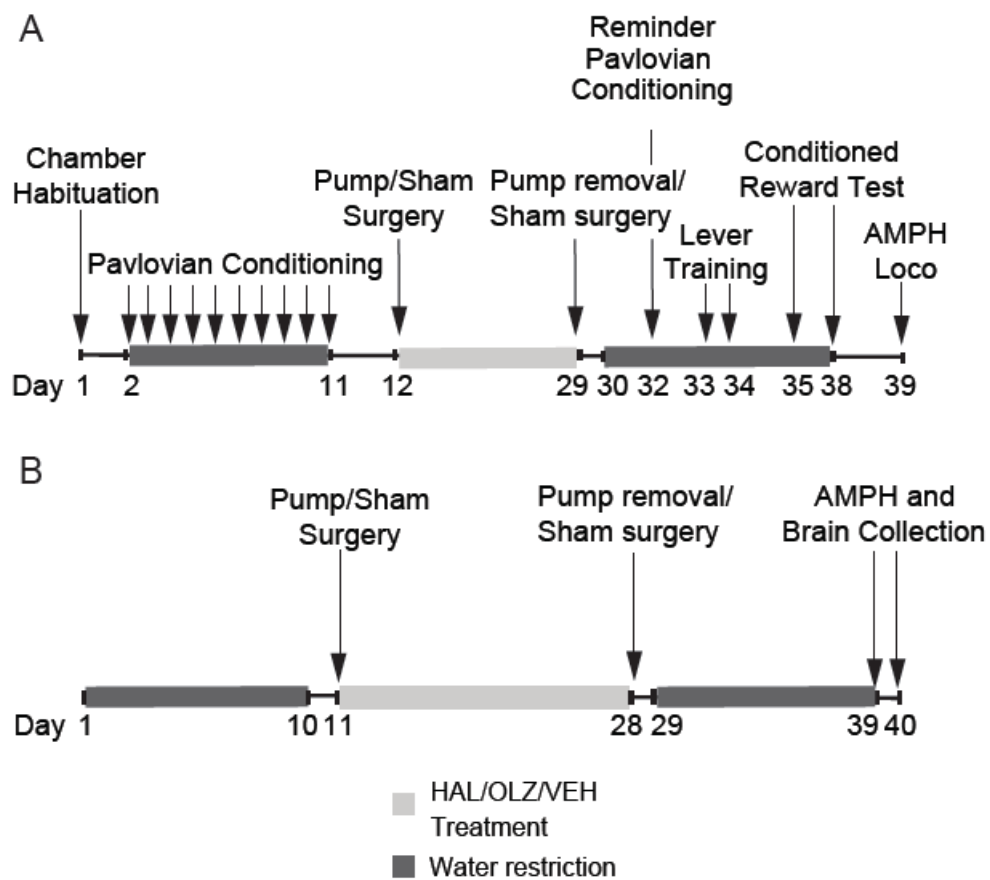 A
Reminder
Pavlovian
Conditioning
Chamber
Habituation
Pump/Sham
Surgery
Pump removal/
Sham surgery
Conditioned
Reward Test
Lever
Training
AMPH
Loco
Pavlovian Conditioning
Day 1 2 11 12 29 30 32 33 34 35 38 39
B
Pump/Sham
Surgery
Pump removal/
Sham surgery
AMPH and
Brain Collection
Day 1 10 11 28 29 39 40
HAL/OLZ/VEH
Treatment
Water restriction